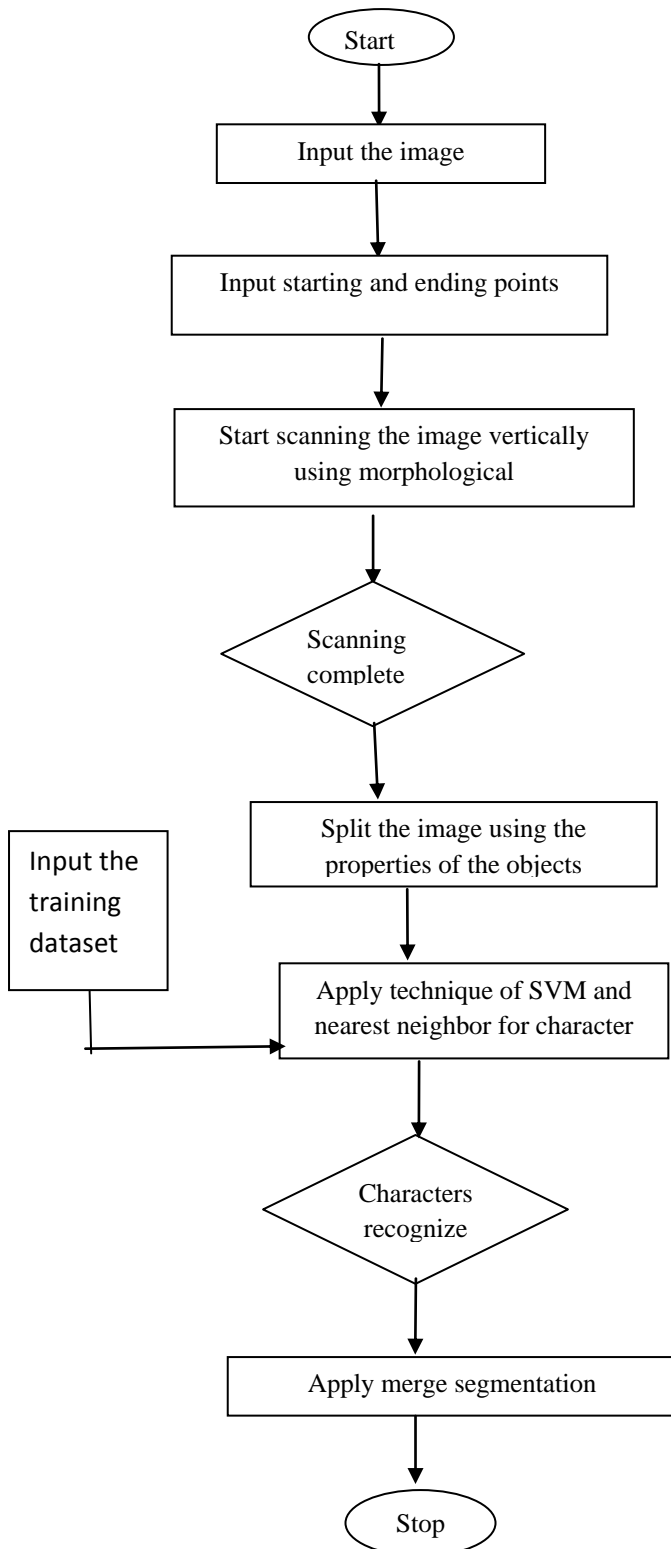 Start
Input the image
Input starting and ending points
Start scanning the image vertically
using morphological
Scanning
complete
Split the image using the
properties of the objects
Input the
training
dataset
Apply technique of SVM and
nearest neighbor for character
Characters
recognize
Apply merge segmentation
Stop